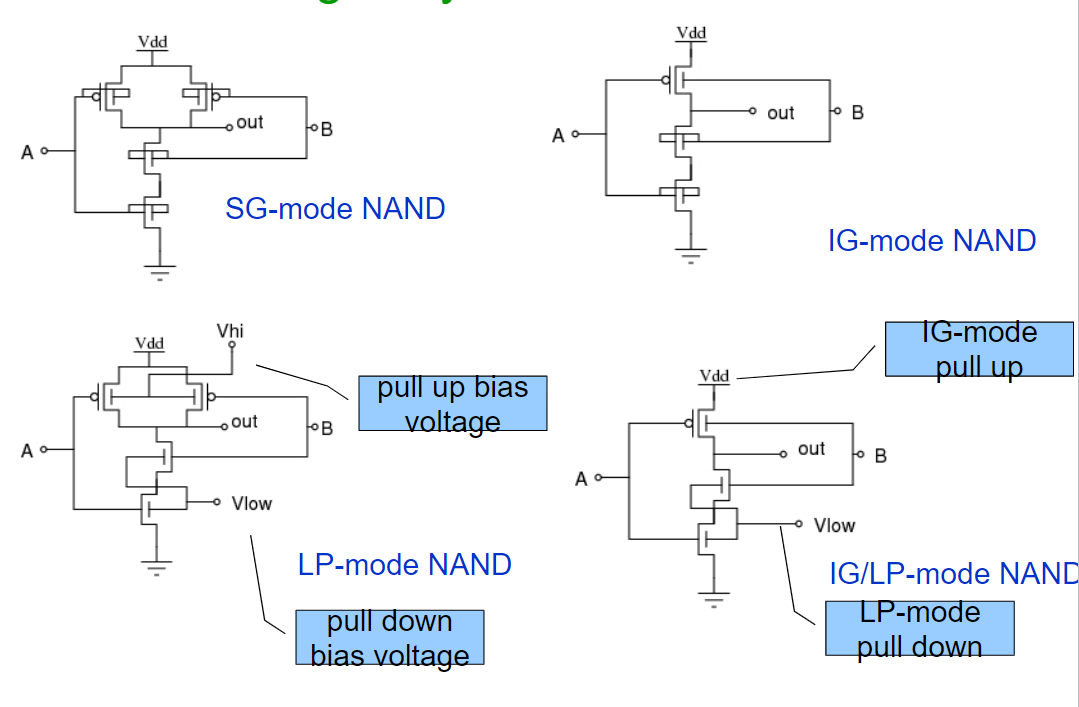 Vdd
out
B
A
SG-mode NAND
Vdd
out
B
A
IG-mode NAND
Vhi
Vdd
pull up bias
voltage
out
B
A
Vlow
LP-mode NAND
pull down
bias voltage
IG-mode
pull up
Vdd
out
B
A
Vlow
IG/LP-mode NAND
LP-mode
pull down